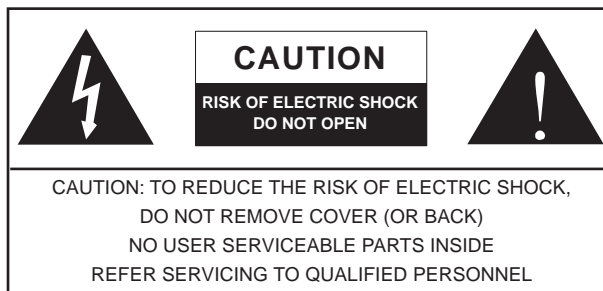 CAUTION
RISK OF ELECTRIC SHOCK
DO NOT OPEN
!
CAUTION: TO REDUCE THE RISK OF ELECTRIC SHOCK,
DO NOT REMOVE COVER (OR BACK)
NO USER SERVICEABLE PARTS INSIDE
REFER SERVICING TO QUALIFIED PERSONNEL